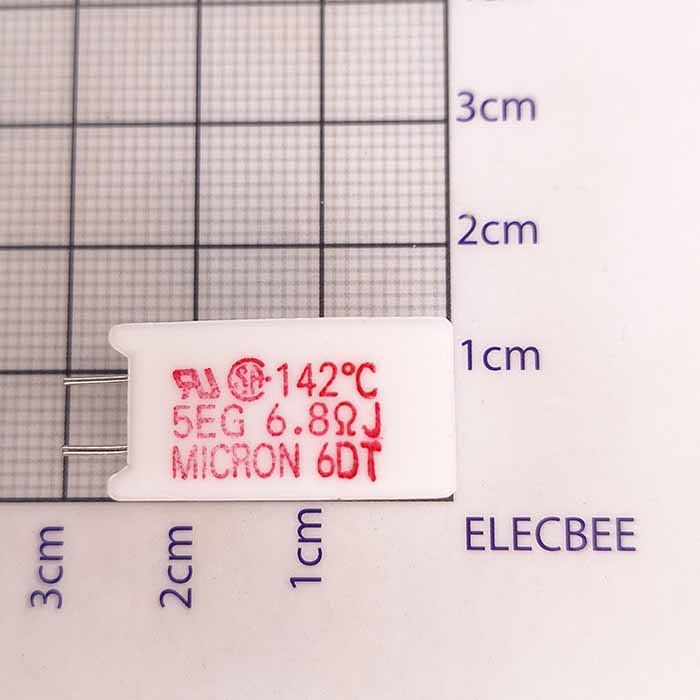 3cm
2cm
1cm
142°C
5EG 6.8ΩJ
MICRON 6DT
3cm
2cm
1cm
ELECBEE